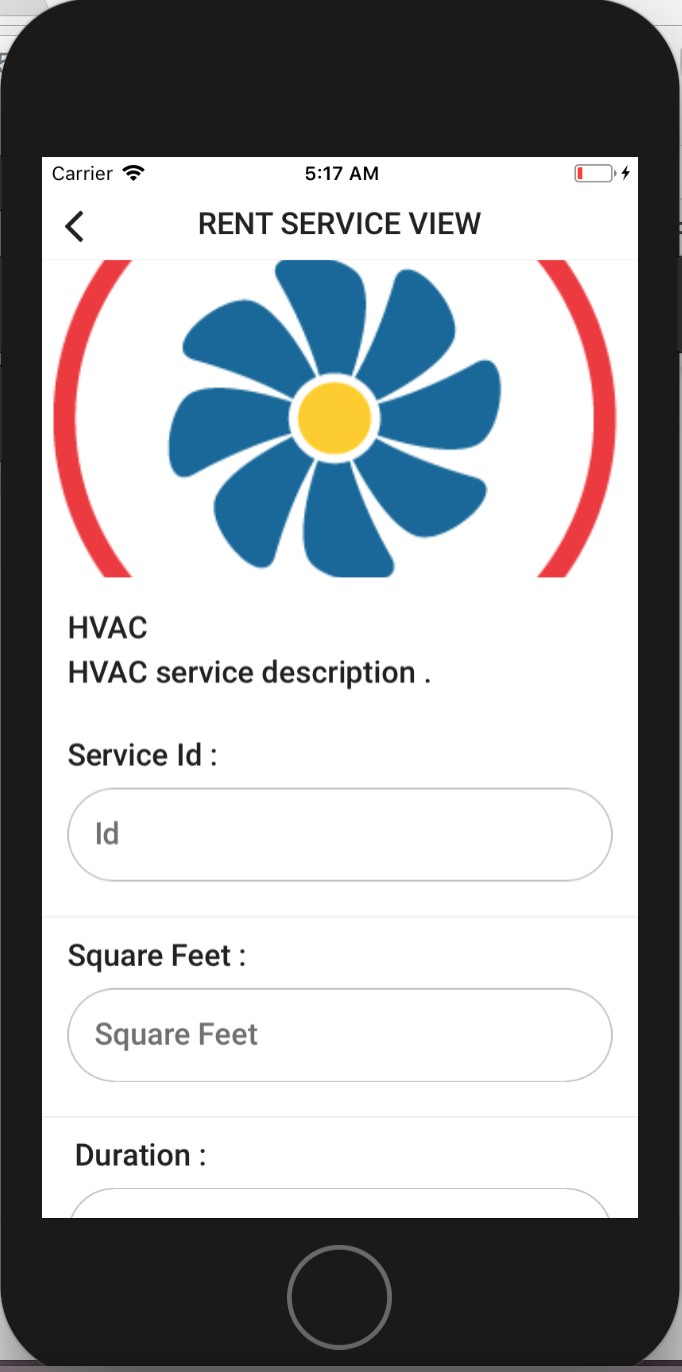 Carrier 5:17 AM
RENT SERVICE VIEW
HVAC
HVAC service description .
Service Id :
Id
Square Feet :
Square Feet
Duration :